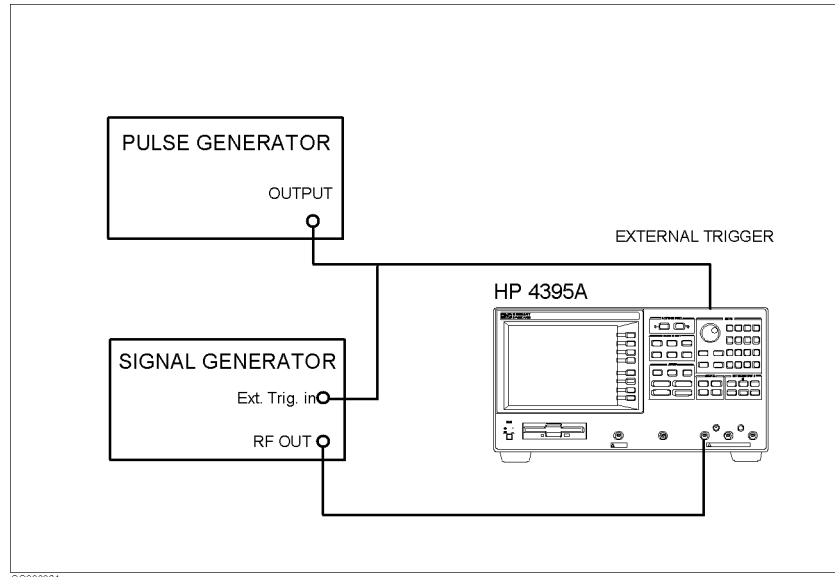 PULSE GENERATOR
OUTPUT
EXTERNAL TRIGGER
HP 4395A
SIGNAL GENERATOR
Ext. Trig. in
RF OUT